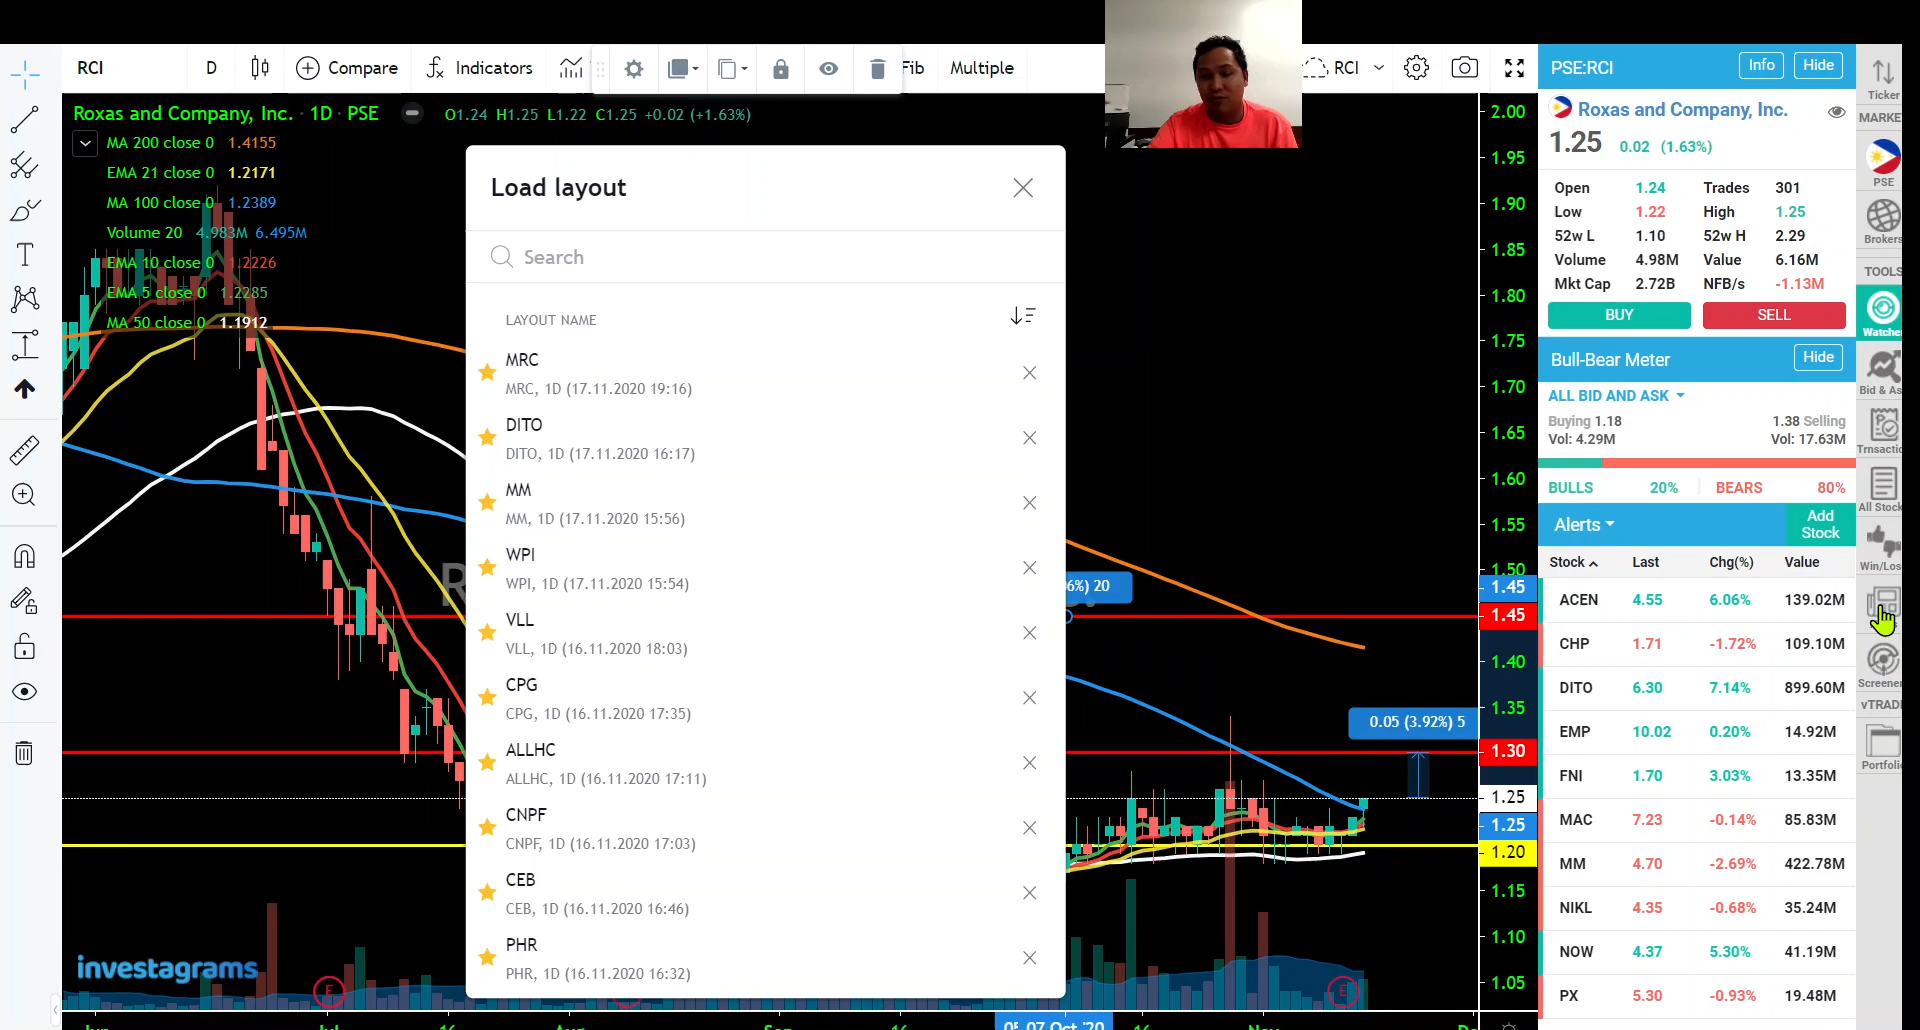 RCI
D
Compare
Indicators
Fib
Multiple
RCI
Roxas and Company, Inc. · 1D · PSE
O1.24 H1.25 L1.22 C1.25 +0.02 (+1.63%)
MA 200 close 0 1.4155
EMA 21 close 0 1.2171
MA 100 close 0 1.2389
Volume 20 4.983M 6.495M
EMA 10 close 0 1.2226
EMA 5 close 0 1.2285
MA 50 close 0 1.1912
Load layout
Search
LAYOUT NAME
MRC
MRC, 1D (17.11.2020 19:16)
DITO
DITO, 1D (17.11.2020 16:17)
MM
MM, 1D (17.11.2020 15:56)
WPI
WPI, 1D (17.11.2020 15:54)
VLL
VLL, 1D (16.11.2020 18:03)
CPG
CPG, 1D (16.11.2020 17:35)
ALLHC
ALLHC, 1D (16.11.2020 17:11)
CNPF
CNPF, 1D (16.11.2020 17:03)
CEB
CEB, 1D (16.11.2020 16:46)
PHR
PHR, 1D (16.11.2020 16:32)
6%) 20
0.05 (3.92%) 5
investagrams
E
E
16
07 Oct '20
2.00
1.95
1.90
1.85
1.80
1.75
1.70
1.65
1.60
1.55
1.50
1.45
1.45
1.40
1.35
1.30
1.25
1.25
1.20
1.15
1.10
1.05
PSE:RCI
Info
Hide
Roxas and Company, Inc.
1.25 0.02 (1.63%)
Open 1.24 Trades 301
Low 1.22 High 1.25
52w L 1.10 52w H 2.29
Volume 4.98M Value 6.16M
Mkt Cap 2.72B NFB/s -1.13M
BUY
SELL
Bull-Bear Meter
Hide
ALL BID AND ASK
Buying 1.18 1.38 Selling
Vol: 4.29M Vol: 17.63M
BULLS 20% BEARS 80%
Alerts
Add
Stock
Stock Last Chg(%) Value
ACEN 4.55 6.06% 139.02M
CHP 1.71 -1.72% 109.10M
DITO 6.30 7.14% 899.60M
EMP 10.02 0.20% 14.92M
FNI 1.70 3.03% 13.35M
MAC 7.23 -0.14% 85.83M
MM 4.70 -2.69% 422.78M
NIKL 4.35 -0.68% 35.24M
NOW 4.37 5.30% 41.19M
PX 5.30 -0.93% 19.48M
Ticker
MARKE
PSE
Brokers
TOOLS
Watche
Bid & As
Trnsactio
All Stock
Win/Los
Screener
vTRADE
Portfolio